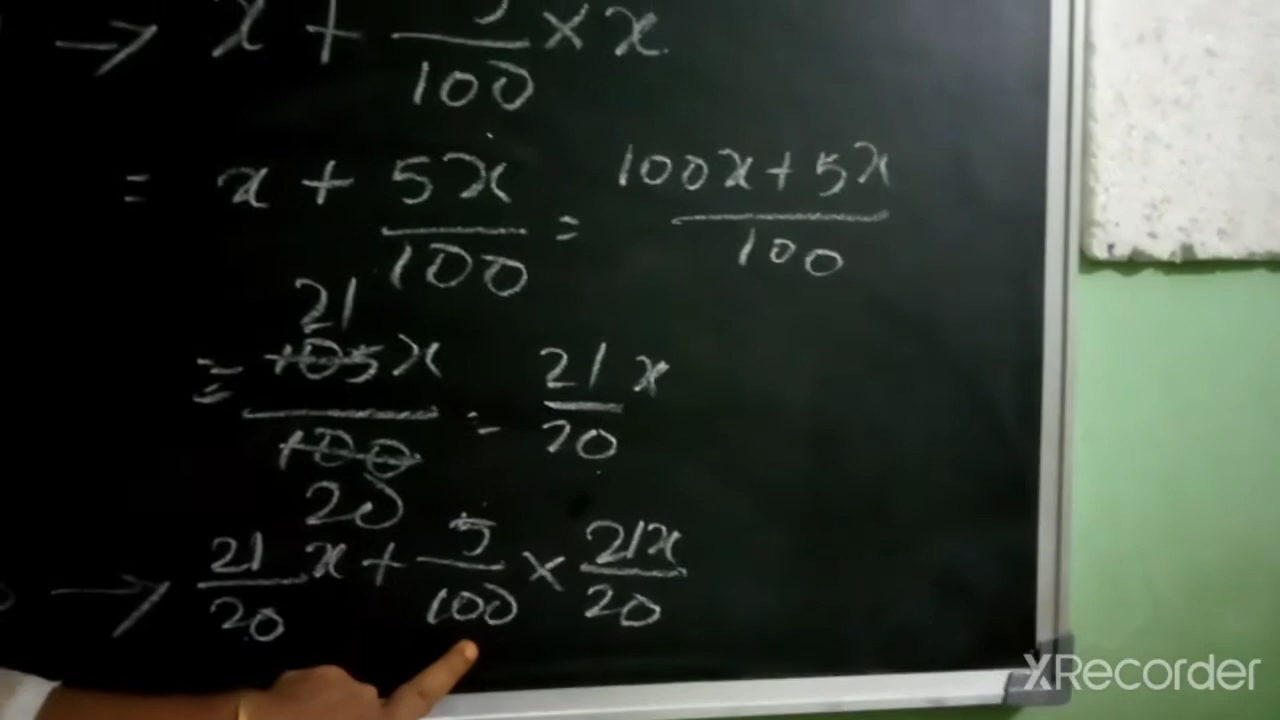 → x + 5/100 × x
= x + 5x/100 = 100x + 5x/100
21
= 105x/100 = 21/20 x
20
→ 21/20 x + 5/100 × 21x/20
XRecorder